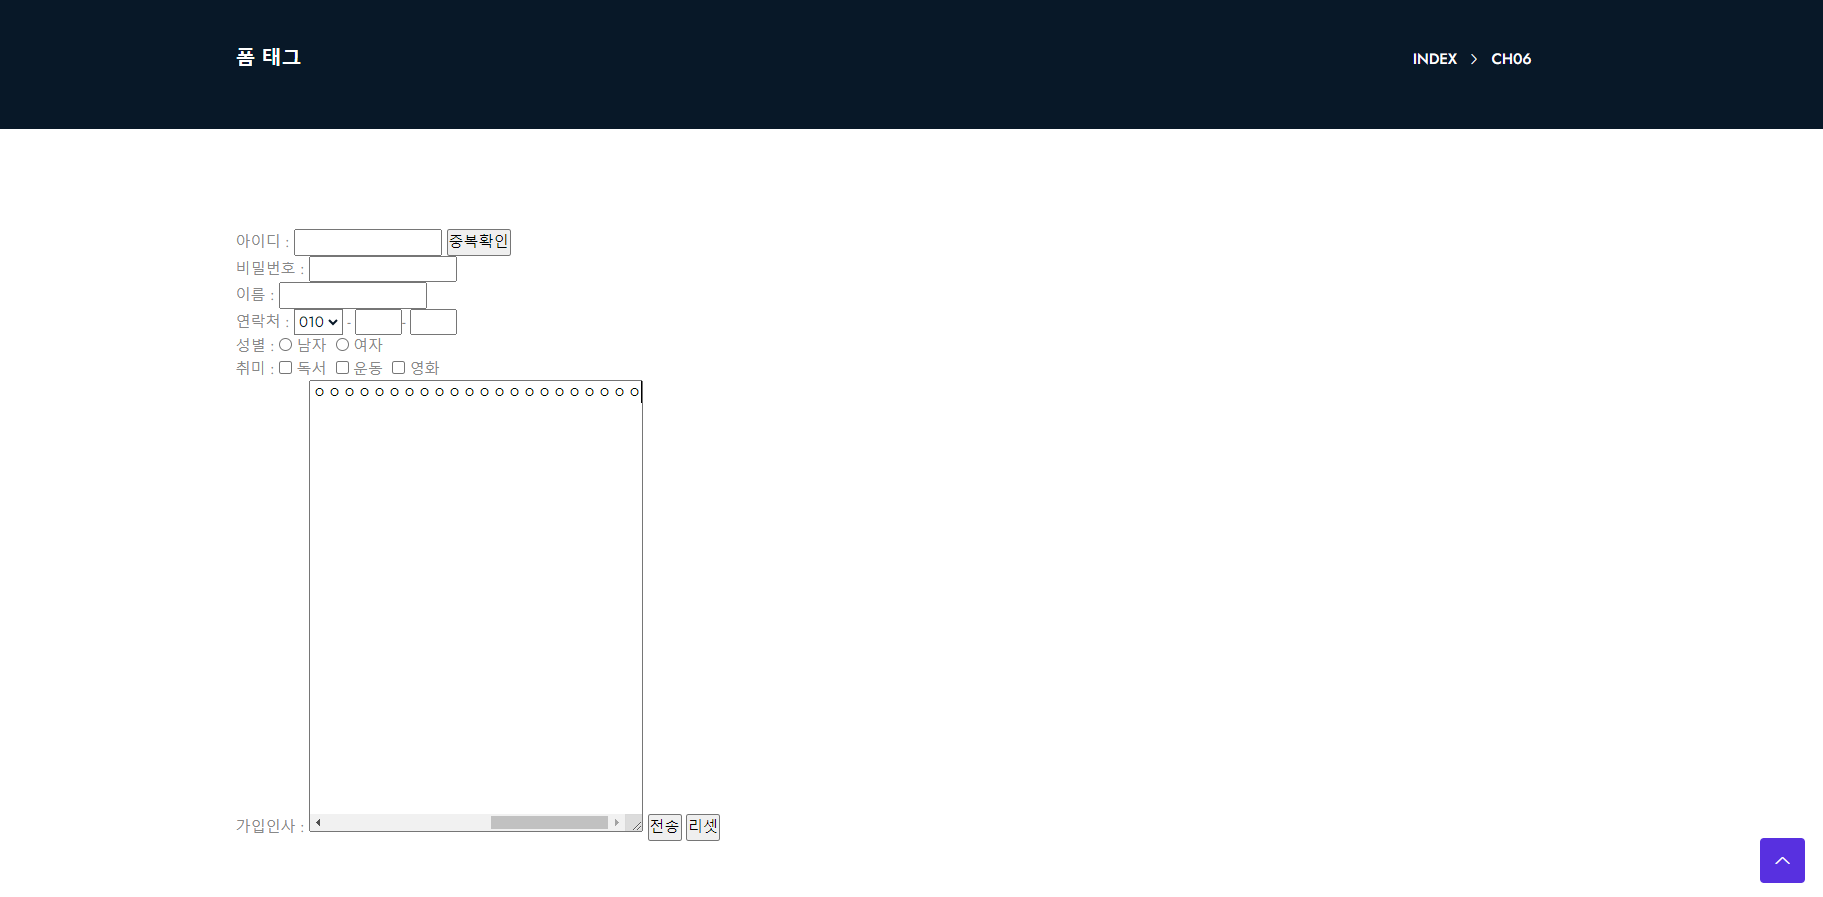 폼 태그
INDEX > CH06
아이디 : 중복확인
비밀번호 :
이름 :
연락처 : 010 - -
성별 : 남자 여자
취미 : 독서 운동 영화
ㅇㅇㅇㅇㅇㅇㅇㅇㅇㅇㅇㅇㅇㅇㅇㅇㅇㅇㅇㅇㅇㅇ
가입인사 : 전송 리셋